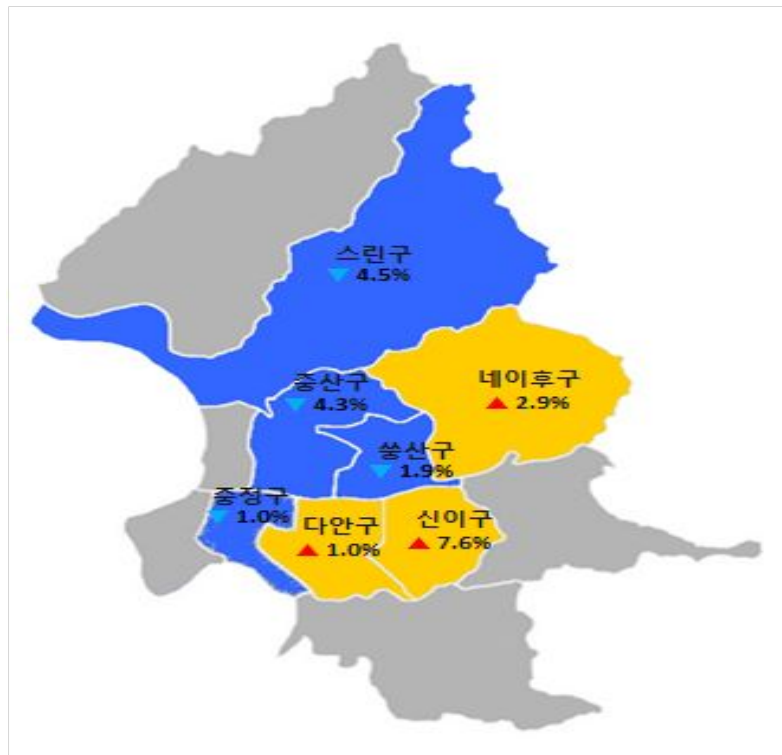 스린구
▼ 4.5%
중산구
▼ 4.3%
네이후구
▲ 2.9%
쑹산구
▼ 1.9%
중정구
▼ 1.0%
다안구
▲ 1.0%
신이구
▲ 7.6%